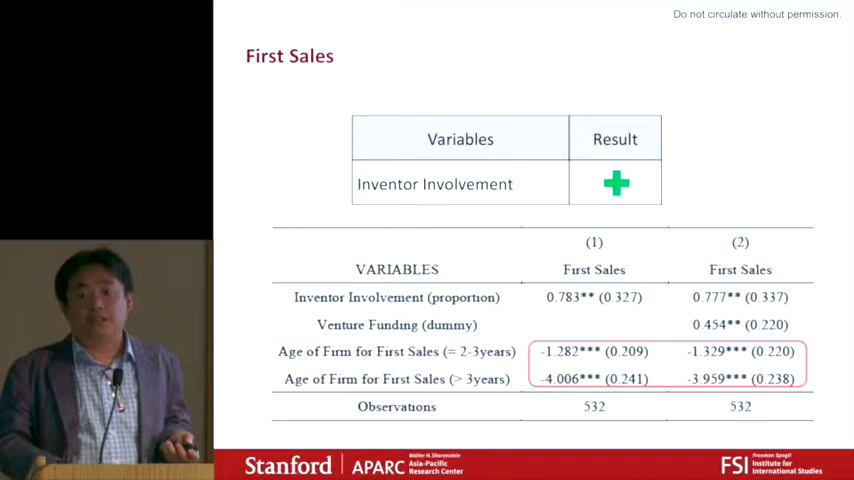 Do not circulate without permission.
First Sales
Variables Result
Inventor Involvement
(1) (2)
VARIABLES First Sales First Sales
Inventor Involvement (proportion) 0.783** (0.327) 0.777** (0.337)
Venture Funding (dummy) 0.454** (0.220)
Age of Firm for First Sales (= 2-3years) -1.282*** (0.209) -1.329*** (0.220)
Age of Firm for First Sales (> 3years) -4.006*** (0.241) -3.959*** (0.238)
Observations 532 532
Stanford APARC Walter H. Shorenstein Asia-Pacific Research Center
FSI Freeman Spogli Institute for International Studies